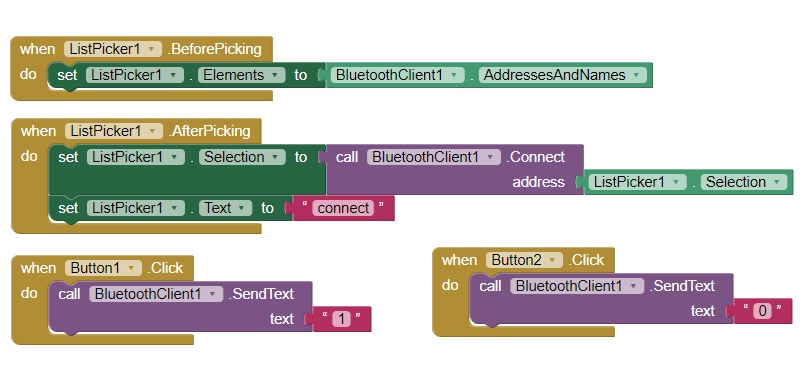 when ListPicker1 .BeforePicking
do set ListPicker1 . Elements to BluetoothClient1 . AddressesAndNames
when ListPicker1 .AfterPicking
do set ListPicker1 . Selection to call BluetoothClient1 .Connect
address ListPicker1 . Selection
set ListPicker1 . Text to “ connect ”
when Button1 .Click
do call BluetoothClient1 .SendText
text “ 1 ”
when Button2 .Click
do call BluetoothClient1 .SendText
text “ 0 ”